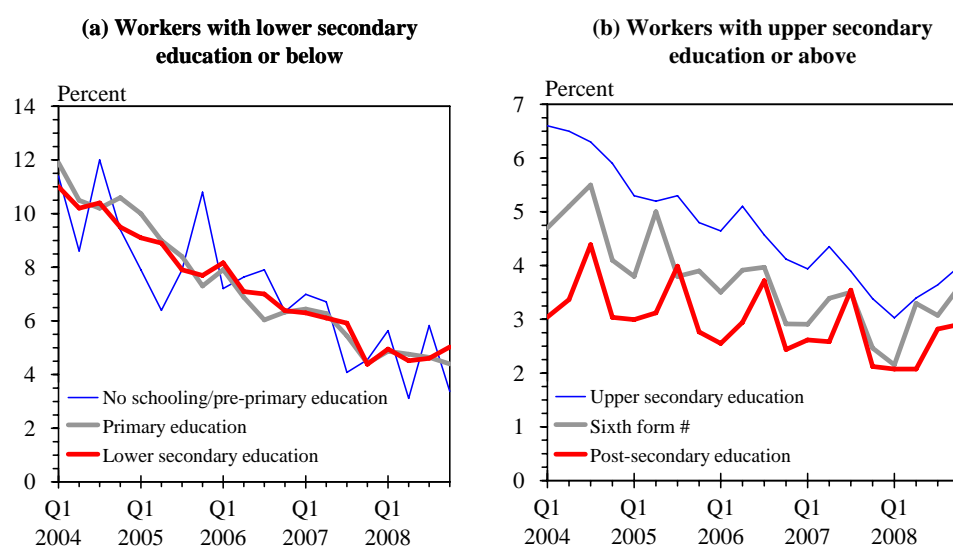 (a) Workers with lower secondary
education or below
Percent
14
12
10
8
6
4
2
0
No schooling/pre-primary education
Primary education
Lower secondary education
Q1 Q1 Q1 Q1 Q1
2004 2005 2006 2007 2008
(b) Workers with upper secondary
education or above
Percent
7
6
5
4
3
2
1
0
Upper secondary education
Sixth form #
Post-secondary education
Q1 Q1 Q1 Q1 Q1
2004 2005 2006 2007 2008